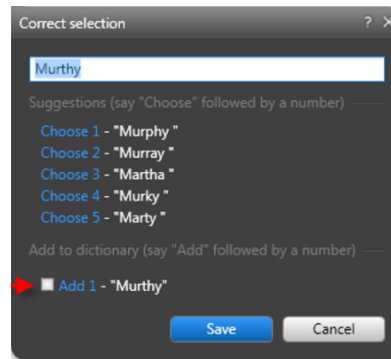 Correct selection ? ×
Murthy
Suggestions (say "Choose" followed by a number)
Choose 1 - "Murphy "
Choose 2 - "Murray "
Choose 3 - "Martha "
Choose 4 - "Murky "
Choose 5 - "Marty "
Add to dictionary (say "Add" followed by a number)
Add 1 - "Murthy"
Save Cancel